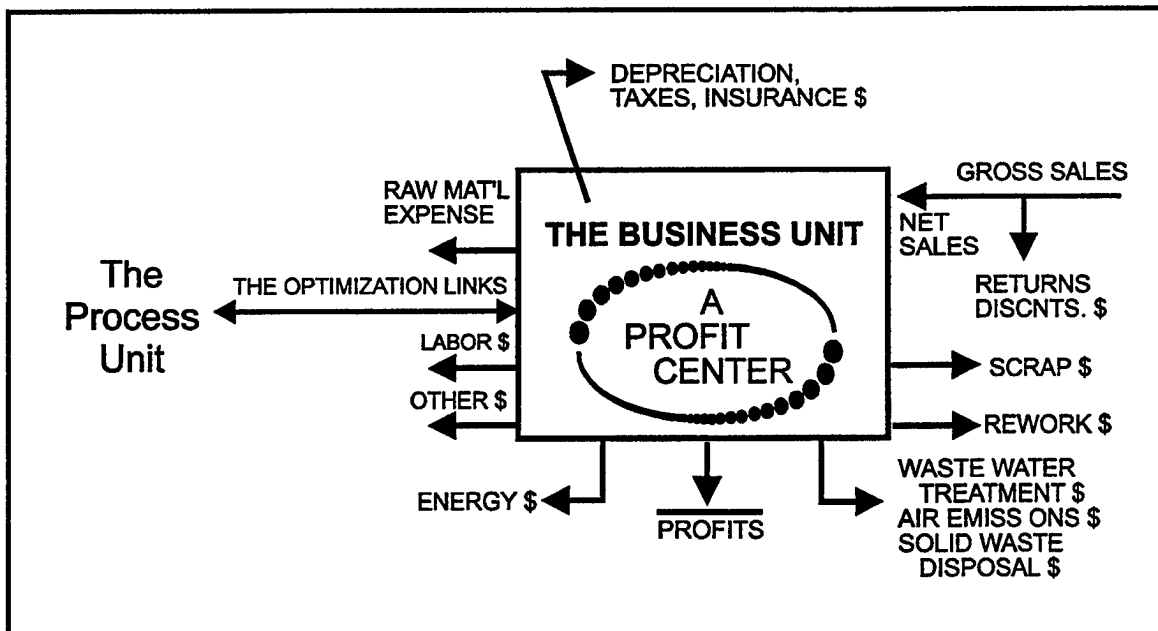 DEPRECIATION,
TAXES, INSURANCE $
GROSS SALES
RAW MAT'L
EXPENSE
NET
SALES
THE BUSINESS UNIT
RETURNS
DISCNTS. $
The
Process
Unit
THE OPTIMIZATION LINKS
A
PROFIT
CENTER
LABOR $
SCRAP $
OTHER $
REWORK $
ENERGY $
PROFITS
WASTE WATER
TREATMENT $
AIR EMISS ONS $
SOLID WASTE
DISPOSAL $